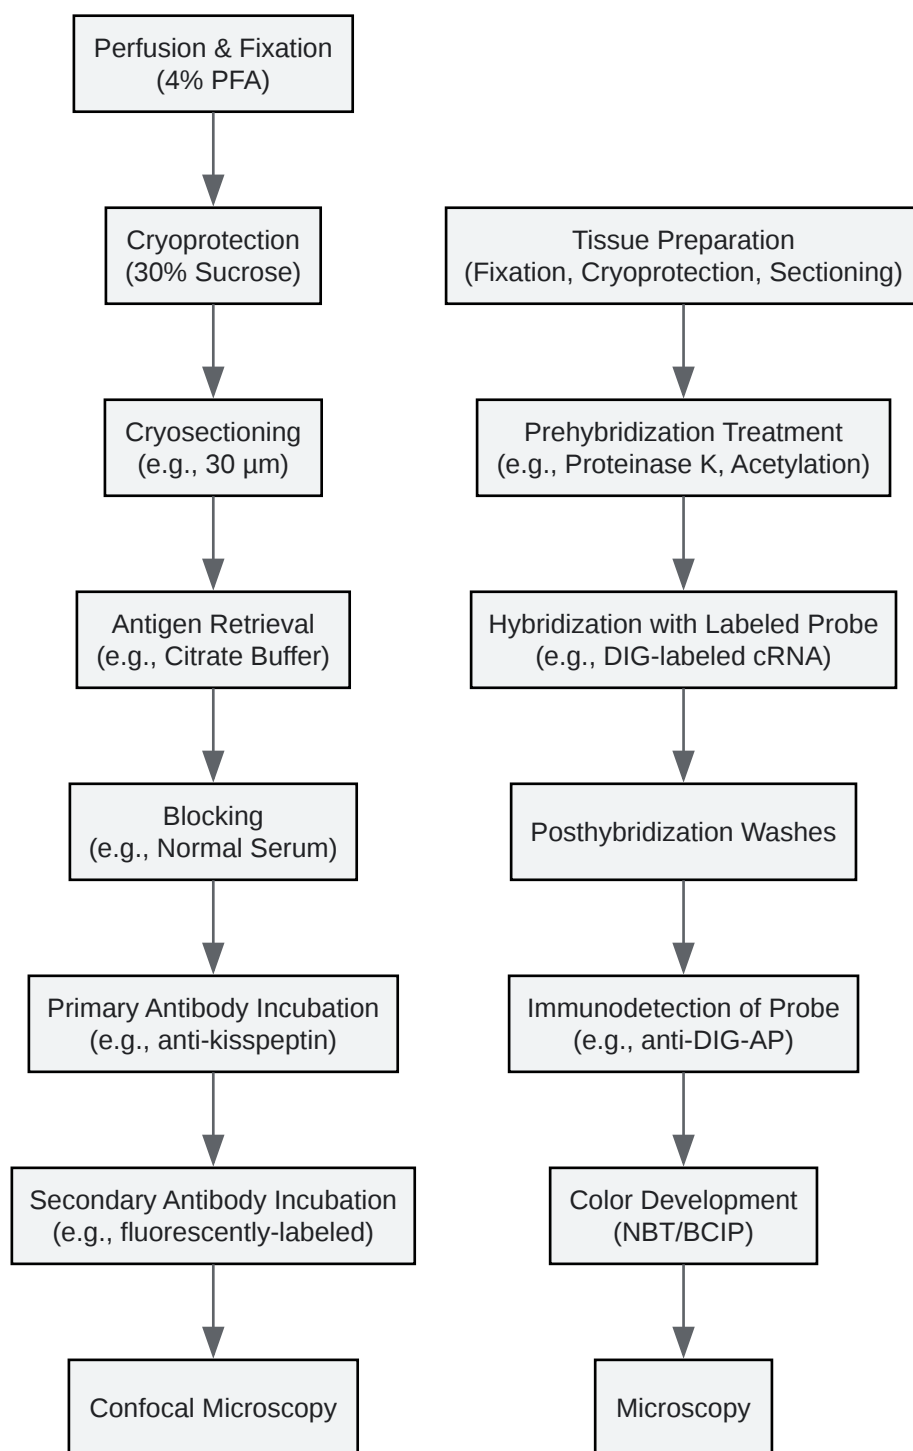 Perfusion & Fixation
(4% PFA)
Cryoprotection
(30% Sucrose)
Cryosectioning
(e.g., 30 µm)
Antigen Retrieval
(e.g., Citrate Buffer)
Blocking
(e.g., Normal Serum)
Primary Antibody Incubation
(e.g., anti-kisspeptin)
Secondary Antibody Incubation
(e.g., fluorescently-labeled)
Confocal Microscopy
Tissue Preparation
(Fixation, Cryoprotection, Sectioning)
Prehybridization Treatment
(e.g., Proteinase K, Acetylation)
Hybridization with Labeled Probe
(e.g., DIG-labeled cRNA)
Posthybridization Washes
Immunodetection of Probe
(e.g., anti-DIG-AP)
Color Development
(NBT/BCIP)
Microscopy